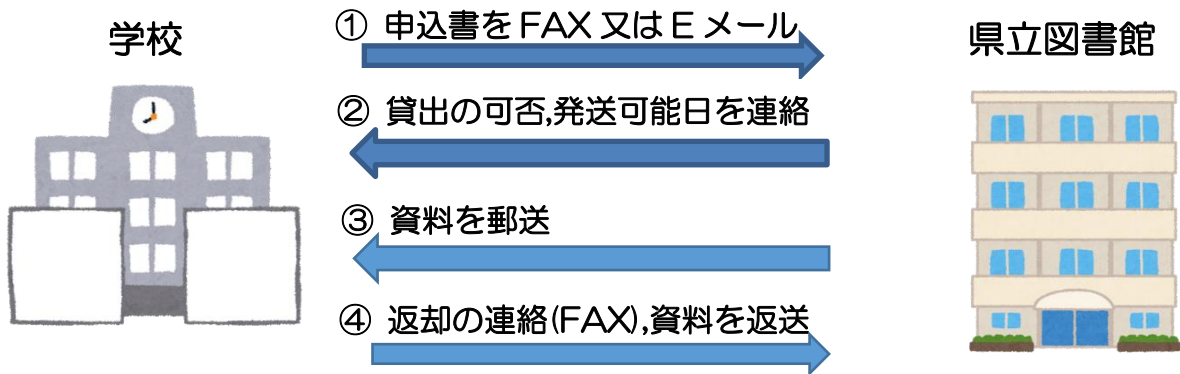 学校
① 申込書をFAX又はEメール
県立図書館
② 貸出の可否,発送可能日を連絡
③ 資料を郵送
④ 返却の連絡(FAX),資料を返送